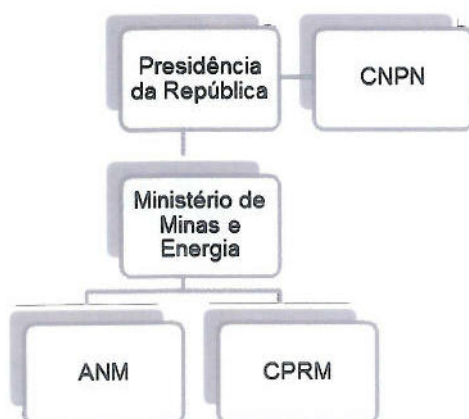 Presidência
da República
CNPN
Ministério de
Minas e
Energia
ANM
CPRM